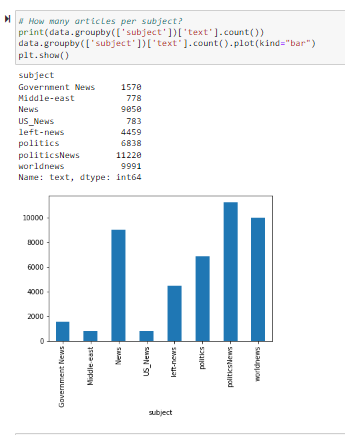 # How many articles per subject?
print(data.groupby(['subject'])['text'].count())
data.groupby(['subject'])['text'].count().plot(kind="bar")
plt.show()
subject
Government News 1570
Middle-east 778
News 9050
US_News 783
left-news 4459
politics 6838
politicsNews 11220
worldnews 9991
Name: text, dtype: int64
10000
8000
6000
4000
2000
0
Government News
Middle-east
News
US_News
left-news
politics
politicsNews
worldnews
subject